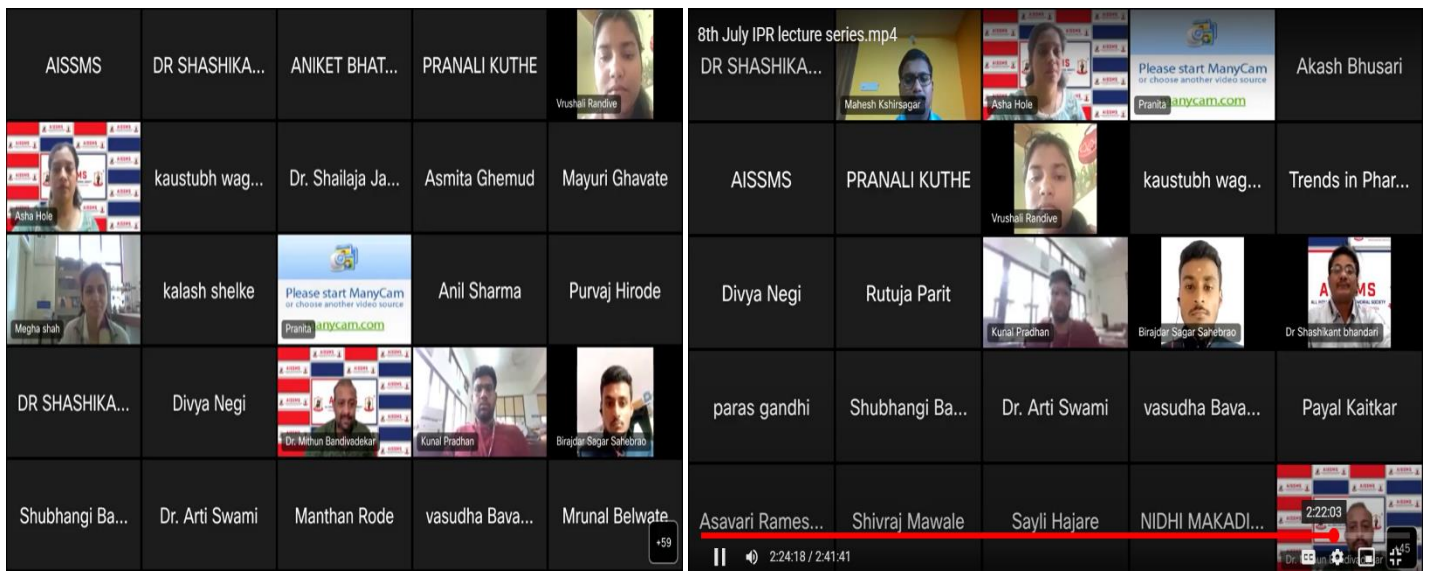 AISSMS
DR SHASHIKA...
ANIKET BHAT...
PRANALI KUTHE
Vrushali Randive
Asha Hole
kaustubh wag...
Dr. Shailaja Ja...
Asmita Ghemud
Mayuri Ghavate
Megha shah
kalash shelke
Please start ManyCam
or choose another video source
Pranita
anycam.com
Anil Sharma
Purvaj Hirode
DR SHASHIKA...
Divya Negi
Dr. Mithun Bandivadekar
Kunal Pradhan
Birajdar Sagar Sahebrao
Shubhangi Ba...
Dr. Arti Swami
Manthan Rode
vasudha Bava...
Mrunal Belwate
+59
8th July IPR lecture series.mp4
DR SHASHIKA...
Mahesh Kshirsagar
Asha Hole
Please start ManyCam
or choose another video source
Pranita
anycam.com
Akash Bhusari
AISSMS
PRANALI KUTHE
Vrushali Randive
kaustubh wag...
Trends in Phar...
Divya Negi
Rutuja Parit
Kunal Pradhan
Birajdar Sagar Sahebrao
Dr Shashikant bhandari
paras gandhi
Shubhangi Ba...
Dr. Arti Swami
vasudha Bava...
Payal Kaitkar
Asavari Rames...
Shivraj Mawale
Sayli Hajare
NIDHI MAKADI...
2:22:03
2:24:18 / 2:41:41
CC